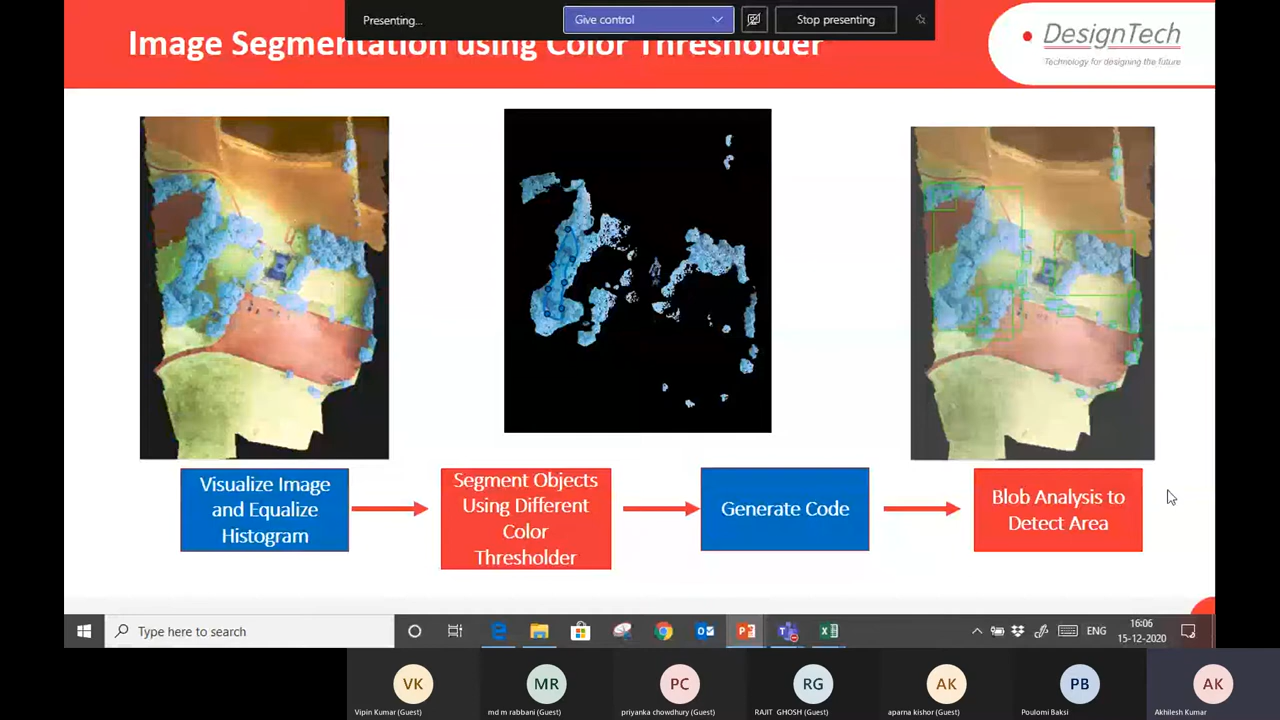 Presenting...
Give control
Stop presenting
Image Segmentation using Color Thresholder
DesignTech
Technology for designing the future
Visualize Image
and Equalize
Histogram
Segment Objects
Using Different
Color
Thresholder
Generate Code
Blob Analysis to
Detect Area
Type here to search
ENG
16:06
15-12-2020
VK
MR
PC
RG
AK
PB
AK
Vipin Kumar (Guest)
md m rabbani (Guest)
priyanka chowdhury (Guest)
RAJIT GHOSH (Guest)
aparna kishor (Guest)
Poulomi Baksi
Akhilesh Kumar